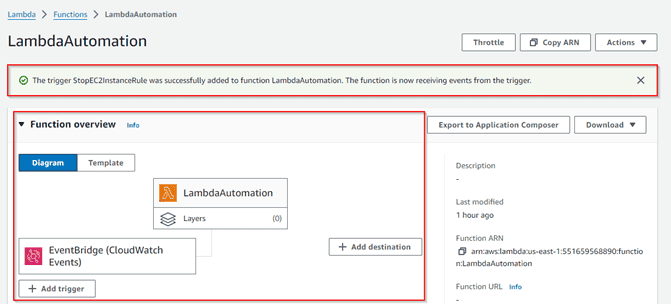 Lambda > Functions > LambdaAutomation
LambdaAutomation
Throttle
Copy ARN
Actions
The trigger StopEC2InstanceRule was successfully added to function LambdaAutomation. The function is now receiving events from the trigger.
Function overview Info
Export to Application Composer
Download
Diagram
Template
LambdaAutomation
Layers (0)
EventBridge (CloudWatch
Events)
+ Add destination
+ Add trigger
Description
-
Last modified
1 hour ago
Function ARN
arn:aws:lambda:us-east-1:551659568890:functio
n:LambdaAutomation
Function URL Info
-